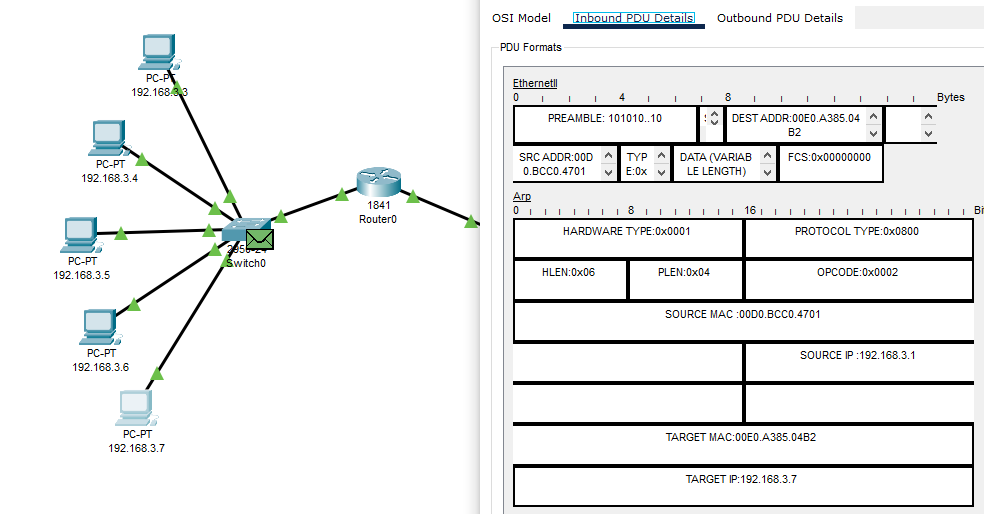 PC-PT
192.168.3.3
PC-PT
192.168.3.4
PC-PT
192.168.3.5
PC-PT
192.168.3.6
PC-PT
192.168.3.7
Switch0
1841
Router0
OSI Model Inbound PDU Details Outbound PDU Details
PDU Formats
EthernetII
0 4 8 Bytes
PREAMBLE: 101010..10
DEST ADDR:00E0.A385.04
B2
SRC ADDR:00D
0.BCC0.4701
TYP
E:0x
DATA (VARIAB
LE LENGTH)
FCS:0x00000000
Arp
0 8 16
HARDWARE TYPE:0x0001 PROTOCOL TYPE:0x0800
HLEN:0x06 PLEN:0x04 OPCODE:0x0002
SOURCE MAC :00D0.BCC0.4701
SOURCE IP :192.168.3.1
TARGET MAC:00E0.A385.04B2
TARGET IP:192.168.3.7